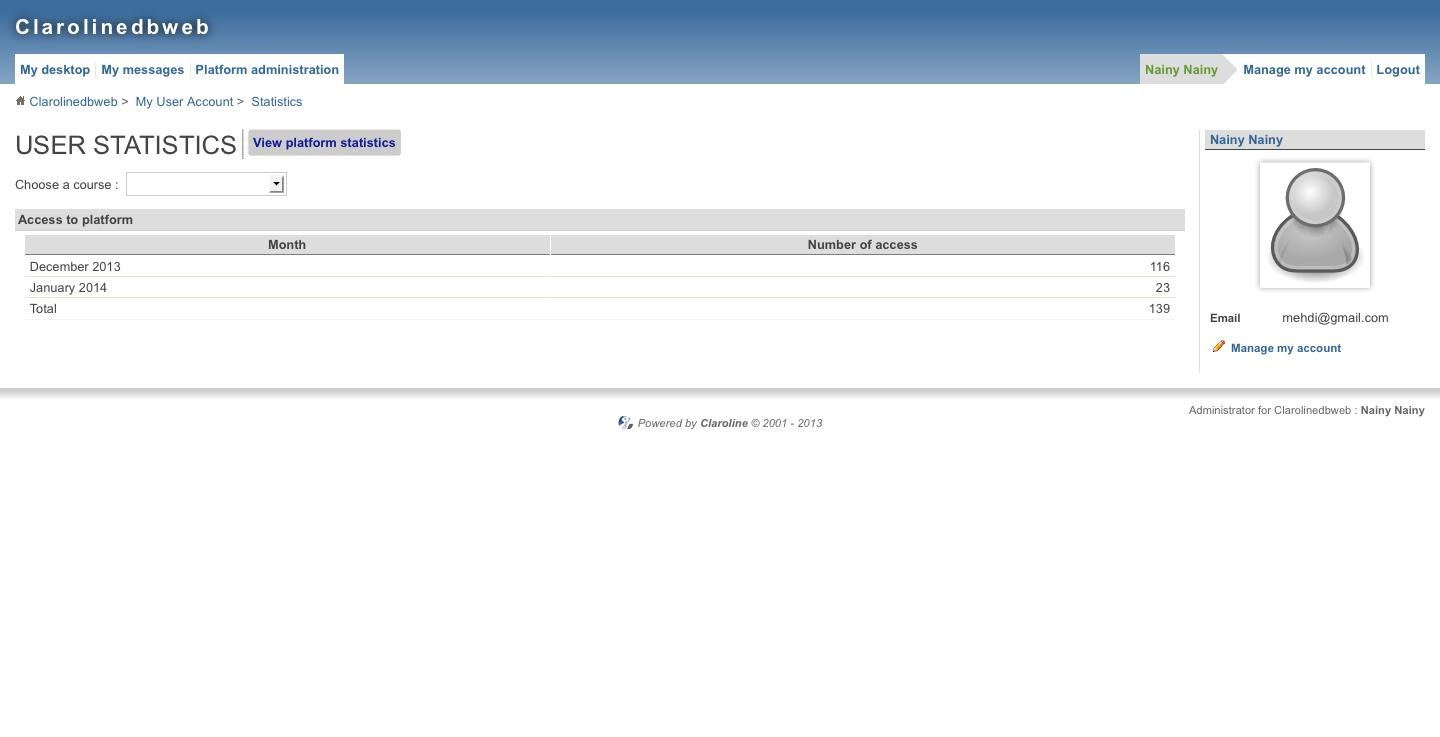 Clarolinedbweb
My desktop My messages Platform administration
Nainy Nainy Manage my account Logout
Clarolinedbweb > My User Account > Statistics
USER STATISTICS View platform statistics
Choose a course :
Access to platform
Month Number of access
December 2013 116
January 2014 23
Total 139
Nainy Nainy
Email mehdi@gmail.com
Manage my account
Administrator for Clarolinedbweb : Nainy Nainy
Powered by Claroline © 2001 - 2013